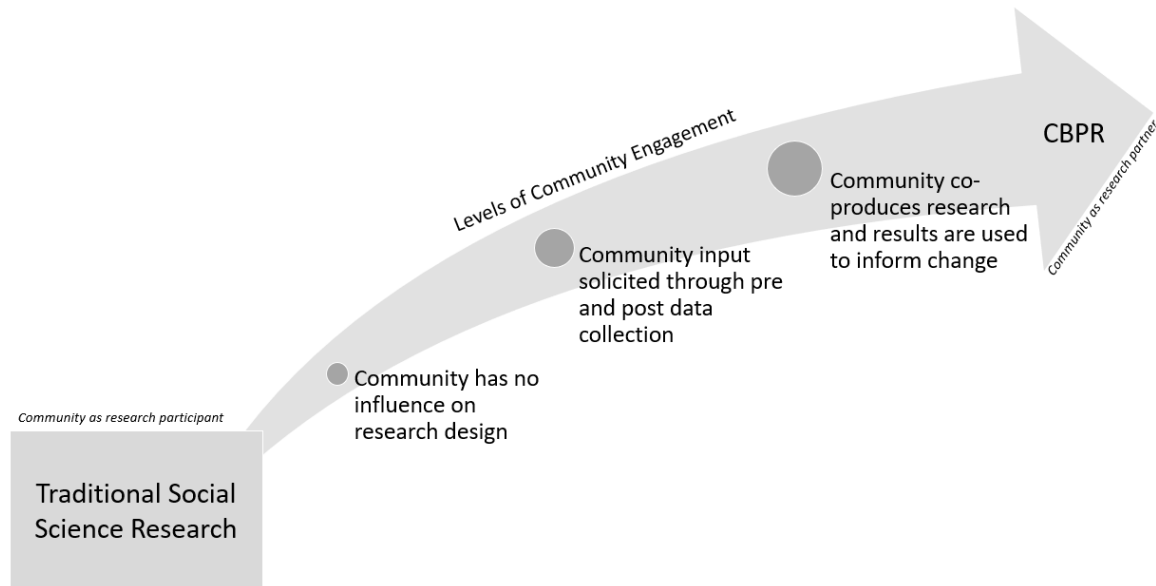 Levels of Community Engagement
CBPR
Community as research partner
Community co-
produces research
and results are used
to inform change
Community input
solicited through pre
and post data
collection
Community has no
influence on
research design
Community as research participant
Traditional Social
Science Research